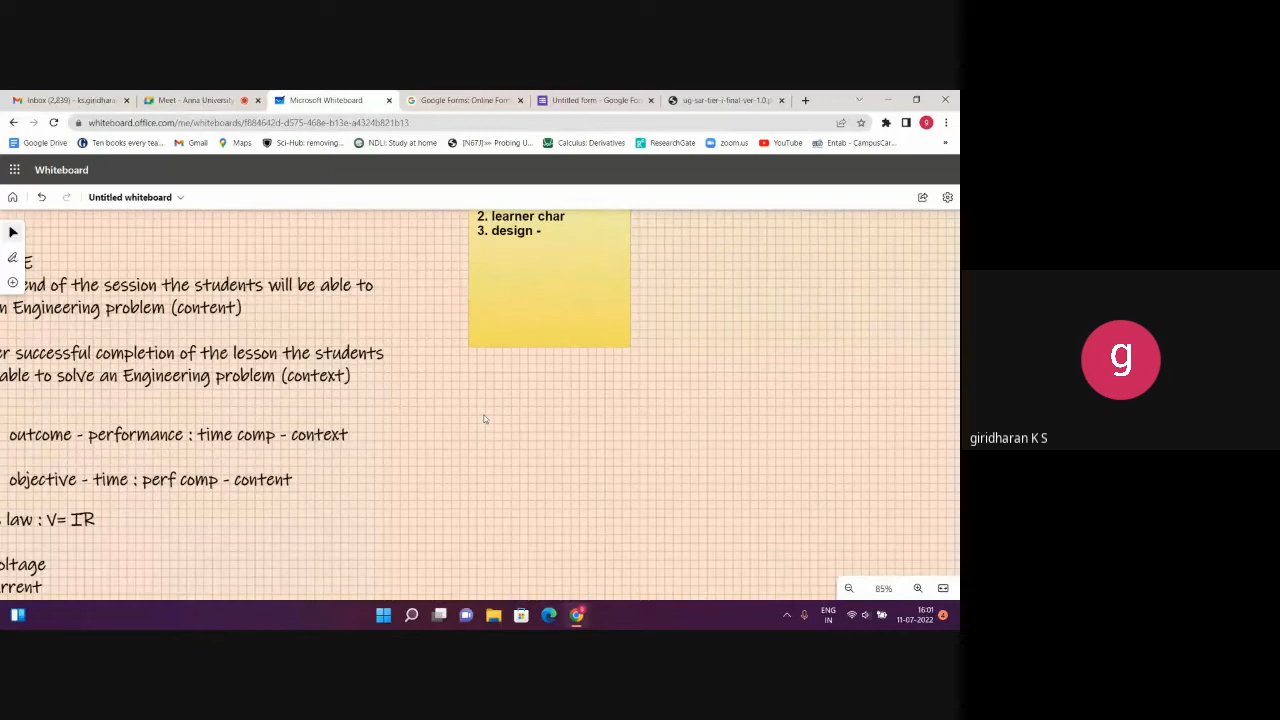 Inbox (2,839) - ks.giridhara
Meet - Anna University
Microsoft Whiteboard
Google Forms: Online Form
Untitled form - Google Fo
ug-sar-tier-i-final-ver-1.0.p
whiteboard.office.com/me/whiteboards/f884642d-d575-468e-b13e-a4324b821b13
Google Drive
Ten books every tea...
Gmail
Maps
Sci-Hub: removing...
NDLI: Study at home
[N67J]>> Probing U...
Calculus: Derivatives
ResearchGate
zoom.us
YouTube
Entab - CampusCar...
»
Whiteboard
Untitled whiteboard
2. learner char
3. design -
E
end of the session the students will be able to
n Engineering problem (content)
er successful completion of the lesson the students
able to solve an Engineering problem (context)
outcome - performance : time comp - context
objective - time : perf comp - content
s law : V= IR
oltage
rrent
85%
ENG
IN
16:01
11-07-2022
4
g
giridharan K S